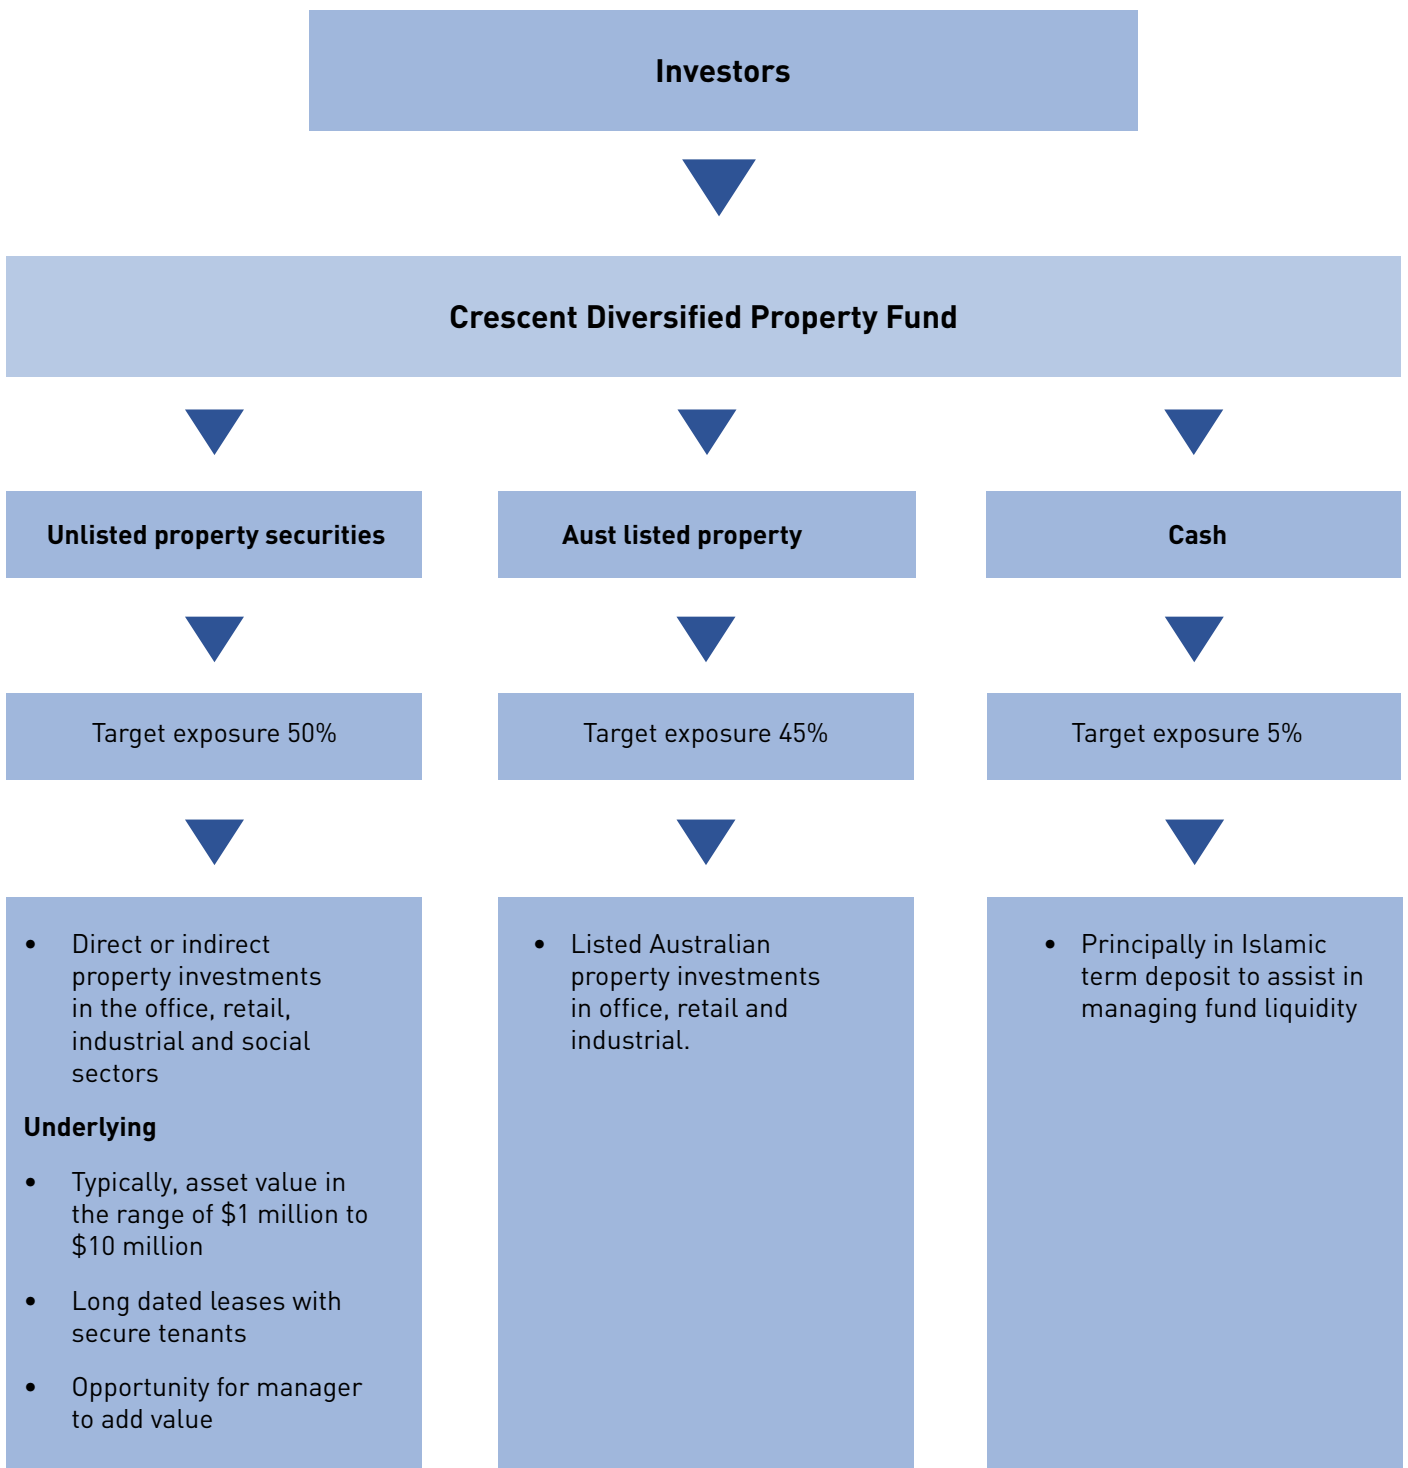 Investors
Crescent Diversified Property Fund
Unlisted property securities
Aust listed property
Cash
Target exposure 50%
Target exposure 45%
Target exposure 5%
• Direct or indirect
property investments
in the office, retail,
industrial and social
sectors
Underlying
• Typically, asset value in
the range of $1 million to
$10 million
• Long dated leases with
secure tenants
• Opportunity for manager
to add value
• Listed Australian
property investments
in office, retail and
industrial.
• Principally in Islamic
term deposit to assist in
managing fund liquidity